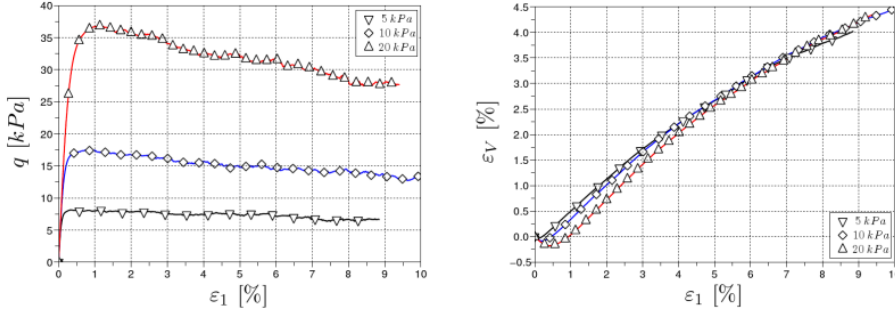 40
35
30
25
20
15
10
5
0
q [kPa]
0 1 2 3 4 5 6 7 8 9 10
ε₁ [%]
5 kPa
10 kPa
20 kPa
4.5
4.0
3.5
3.0
2.5
2.0
1.5
1.0
0.5
0.0
−0.5
ε_V [%]
0 1 2 3 4 5 6 7 8 9 1
ε₁ [%]
5 kPa
10 kPa
20 kPa